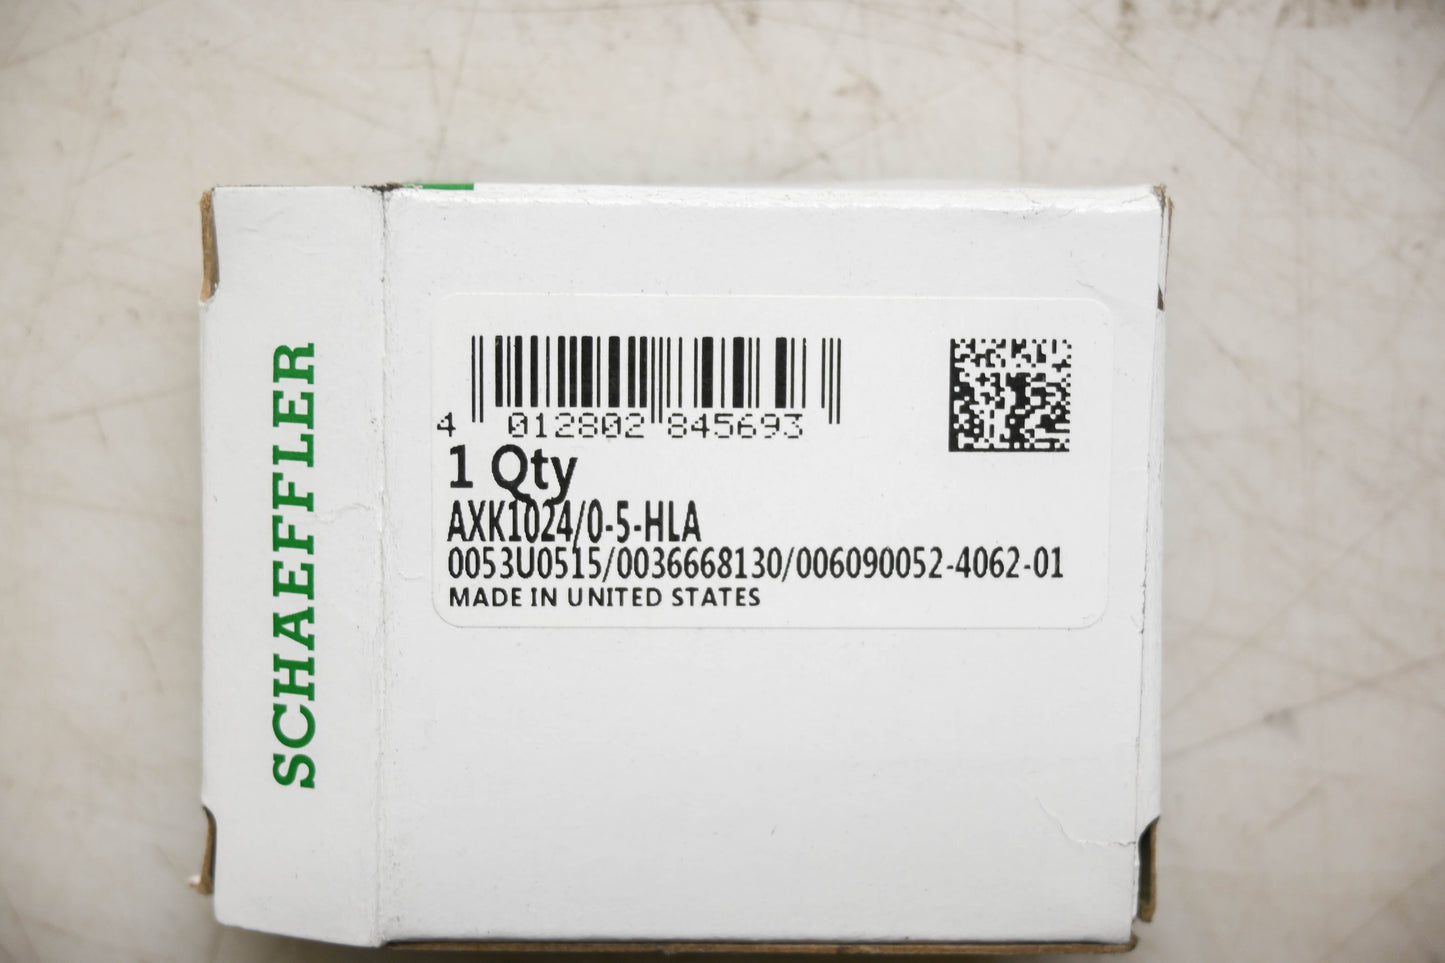 SCHAEFFLER
4 012802 845693
1 Qty
AXK1024/0-5-HLA
0053U0515/0036668130/006090052-4062-01
MADE IN UNITED STATES